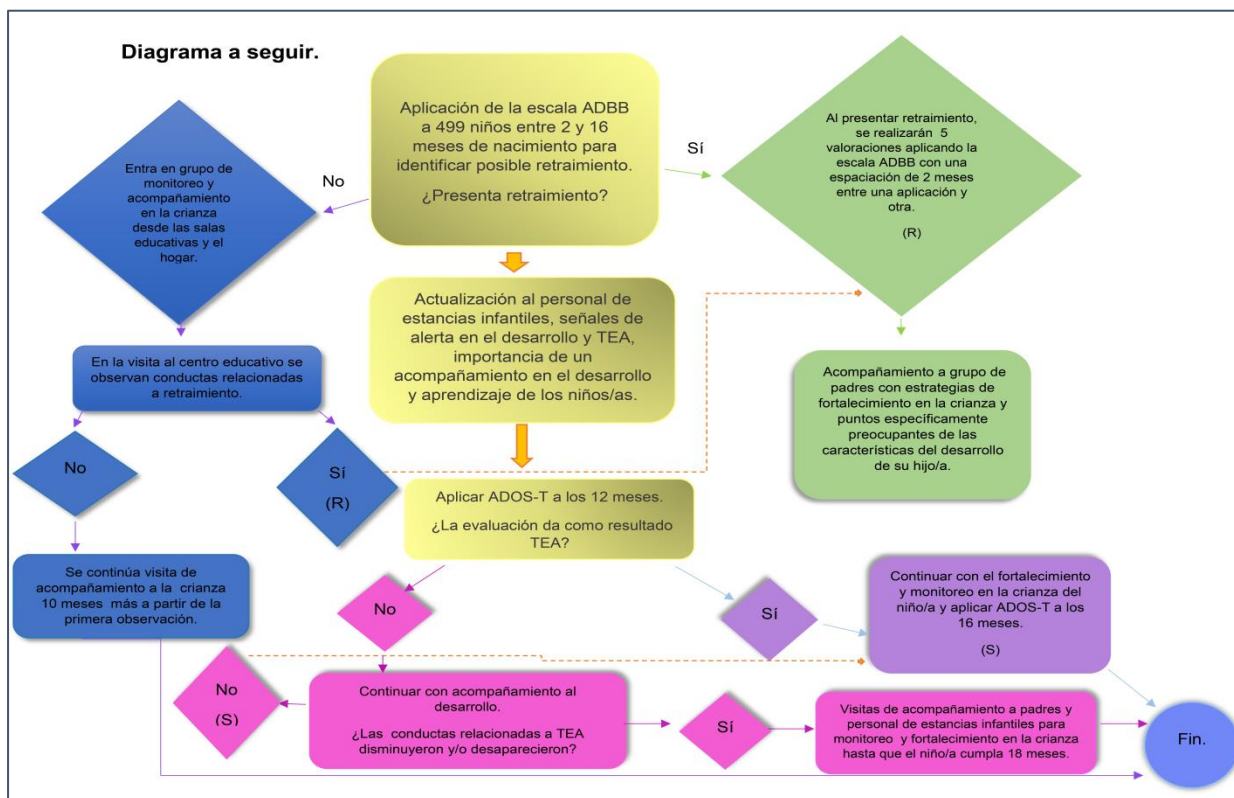 Diagrama a seguir.
Aplicación de la escala ADBB
a 499 niños entre 2 y 16
meses de nacimiento para
identificar posible retraimiento.
¿Presenta retraimiento?
No
Sí
Entra en grupo de
monitoreo y
acompañamiento
en la crianza
desde las salas
educativas y el
hogar.
Al presentar retraimiento,
se realizarán 5
valoraciones aplicando la
escala ADBB con una
espaciación de 2 meses
entre una aplicación y
otra.
(R)
Actualización al personal de
estancias infantiles, señales de
alerta en el desarrollo y TEA,
importancia de un
acompañamiento en el desarrollo
y aprendizaje de los niños/as.
En la visita al centro educativo se
observan conductas relacionadas
a retraimiento.
No
Sí
(R)
Acompañamiento a grupo de
padres con estrategias de
fortalecimiento en la crianza y
puntos específicamente
preocupantes de las
características del desarrollo
de su hijo/a.
Aplicar ADOS-T a los 12 meses.
¿La evaluación da como resultado
TEA?
Se continúa visita de
acompañamiento a la crianza
10 meses más a partir de la
primera observación.
No
Sí
Continuar con el fortalecimiento
y monitoreo en la crianza del
niño/a y aplicar ADOS-T a los
16 meses.
(S)
No
(S)
Continuar con acompañamiento al
desarrollo.
¿Las conductas relacionadas a TEA
disminuyeron y/o desaparecieron?
Sí
Visitas de acompañamiento a padres y
personal de estancias infantiles para
monitoreo y fortalecimiento en la crianza
hasta que el niño/a cumpla 18 meses.
Fin.